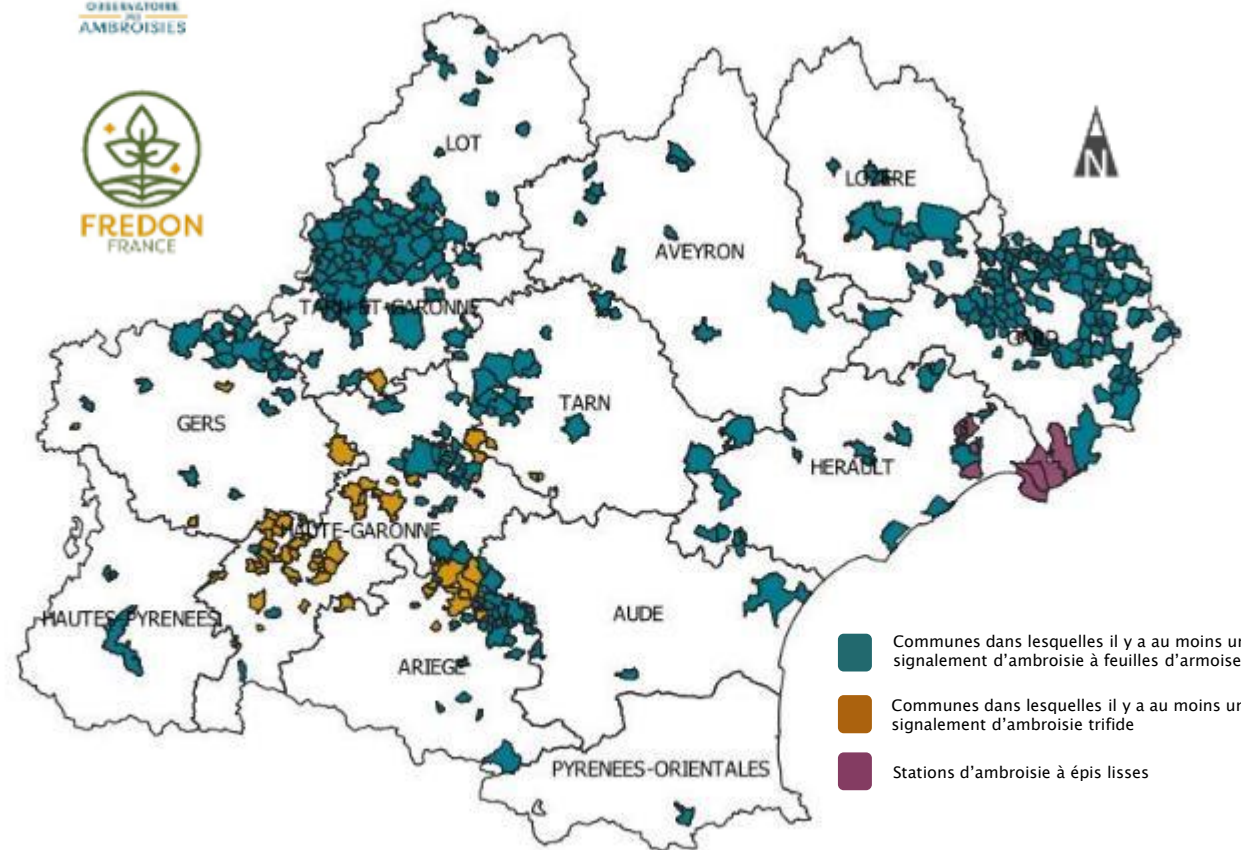 OBSERVATOIRE
DES
AMBROISIES
FREDON
FRANCE
N
LOT
LOZERE
AVEYRON
TARN-ET-GARONNE
GARD
GERS
TARN
HERAULT
HAUTE-GARONNE
HAUTES-PYRENEES
AUDE
ARIEGE
PYRENEES-ORIENTALES
Communes dans lesquelles il y a au moins un
signalement d'ambroisie à feuilles d'armoise
Communes dans lesquelles il y a au moins un
signalement d'ambroisie trifide
Stations d'ambroisie à épis lisses